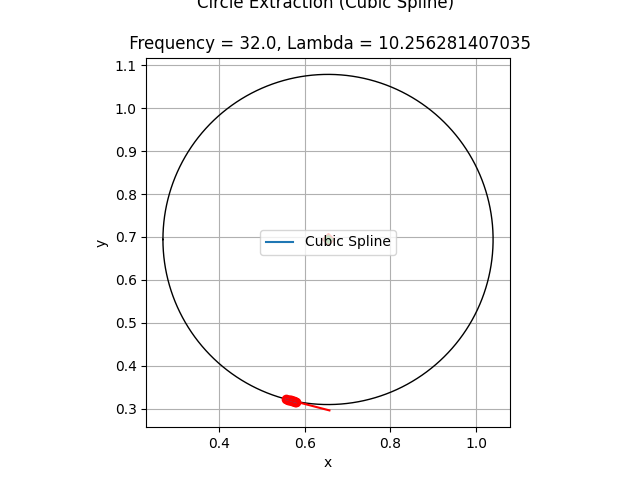 Circle Extraction (Cubic Spline)
Frequency = 32.0, Lambda = 10.256281407035
1.1
1.0
0.9
0.8
0.7
0.6
0.5
0.4
0.3
y
Cubic Spline
0.4 0.6 0.8 1.0
x